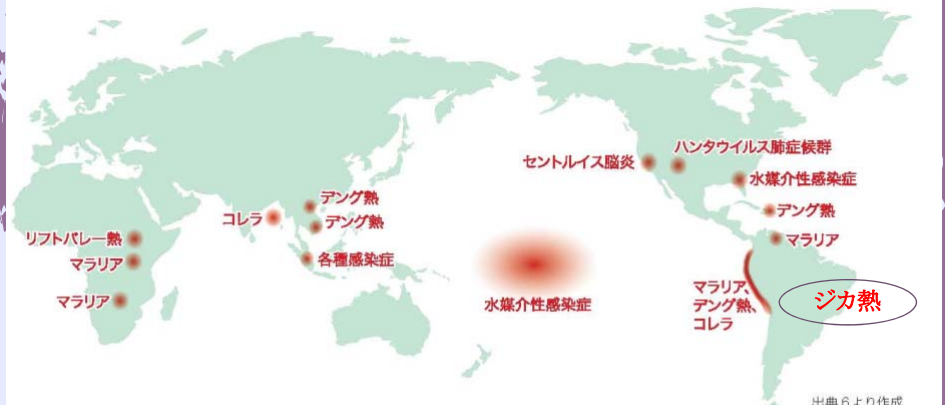 ハンタウイルス肺症候群
セントルイス脳炎
水媒介性感染症
デング熱
デング熱
コレラ
デング熱
リフトバレー熱
マラリア
各種感染症
マラリア
マラリア
水媒介性感染症
マラリア、
デング熱、
コレラ
ジカ熱
出典6より作成